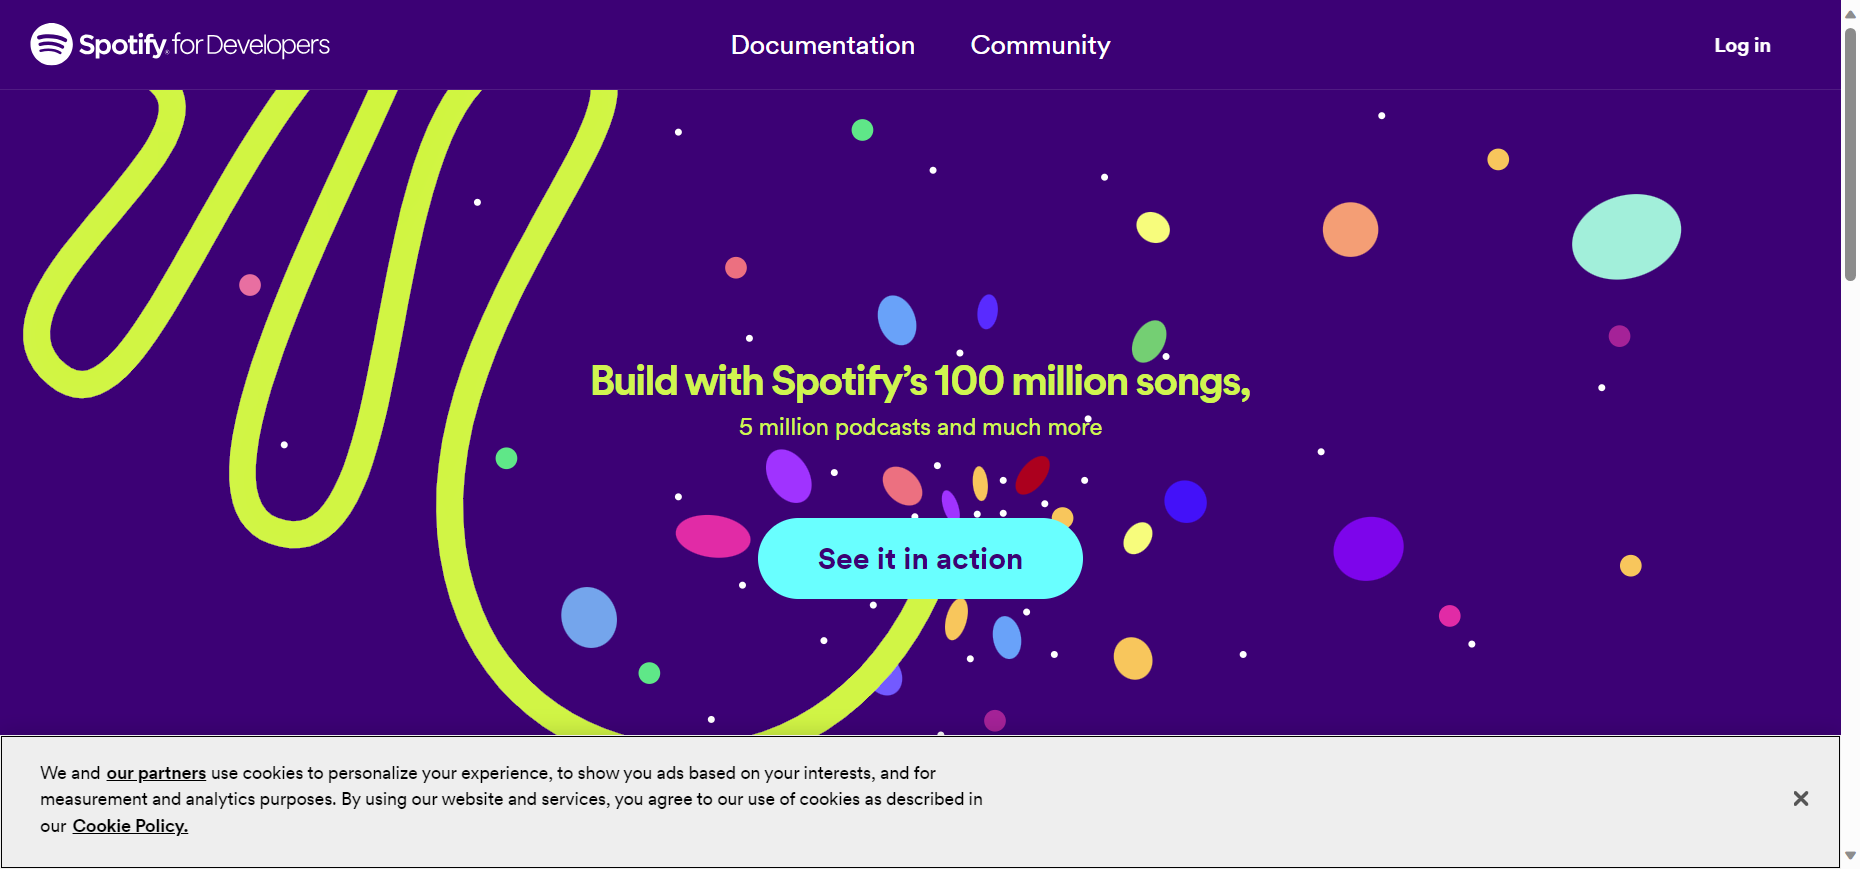 Spotify for Developers
Documentation
Community
Log in
Build with Spotify’s 100 million songs,
5 million podcasts and much more
See it in action
We and our partners use cookies to personalize your experience, to show you ads based on your interests, and for
measurement and analytics purposes. By using our website and services, you agree to our use of cookies as described in
our Cookie Policy.